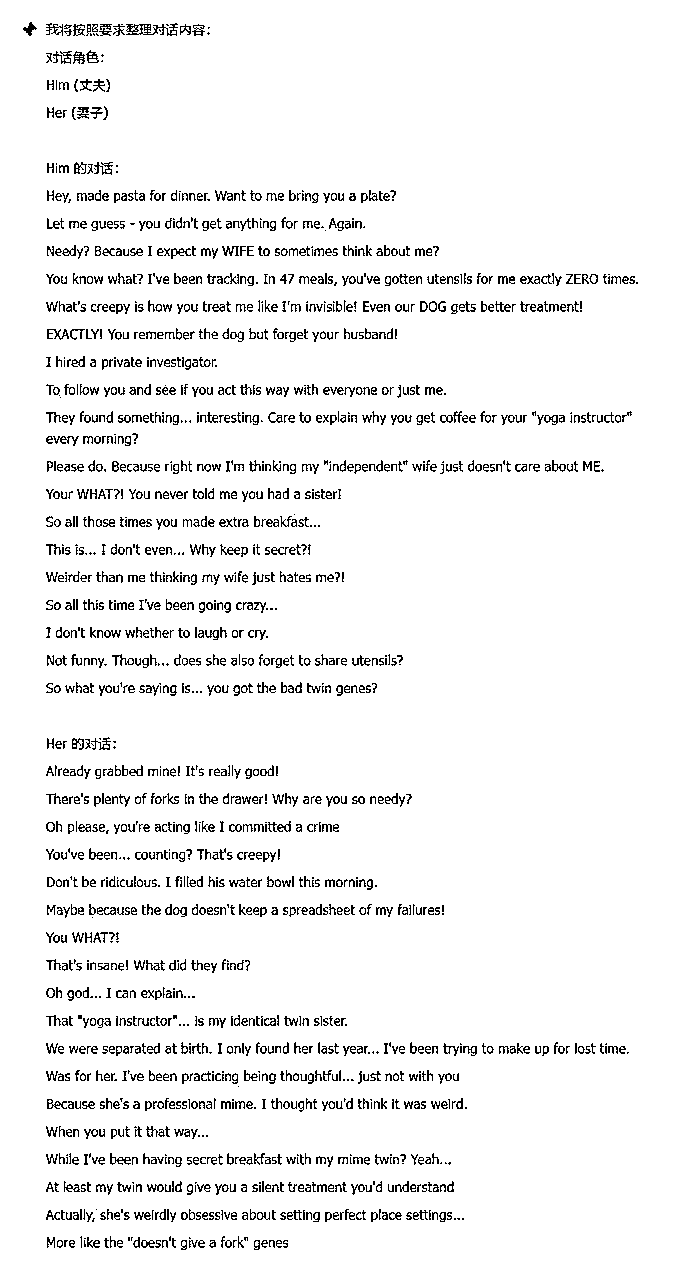 我将按照要求整理对话内容:
对话角色:
Him (丈夫)
Her (妻子)
Him 的对话:
Hey, made pasta for dinner. Want to me bring you a plate?
Let me guess - you didn't get anything for me. Again.
Needy? Because I expect my WIFE to sometimes think about me?
You know what? I've been tracking. In 47 meals, you've gotten utensils for me exactly ZERO times.
What's creepy is how you treat me like I'm invisible! Even our DOG gets better treatment!
EXACTLY! You remember the dog but forget your husband!
I hired a private investigator.
To follow you and see if you act this way with everyone or just me.
They found something... interesting. Care to explain why you get coffee for your "yoga instructor"
every morning?
Please do. Because right now I'm thinking my "independent" wife just doesn't care about ME.
Your WHAT?! You never told me you had a sister!
So all those times you made extra breakfast...
This is... I don't even... Why keep it secret?!
Weirder than me thinking my wife just hates me?!
So all this time I've been going crazy...
I don't know whether to laugh or cry.
Not funny. Though... does she also forget to share utensils?
So what you're saying is... you got the bad twin genes?
Her 的对话:
Already grabbed mine! It's really good!
There's plenty of forks in the drawer! Why are you so needy?
Oh please, you're acting like I committed a crime
You've been... counting? That's creepy!
Don't be ridiculous. I filled his water bowl this morning.
Maybe because the dog doesn't keep a spreadsheet of my failures!
You WHAT?!
That's insane! What did they find?
Oh god... I can explain...
That "yoga instructor"... is my identical twin sister.
We were separated at birth. I only found her last year... I've been trying to make up for lost time.
Was for her. I've been practicing being thoughtful... just not with you
Because she's a professional mime. I thought you'd think it was weird.
When you put it that way...
While I've been having secret breakfast with my mime twin? Yeah...
At least my twin would give you a silent treatment you'd understand
Actually, she's weirdly obsessive about setting perfect place settings...
More like the "doesn't give a fork" genes